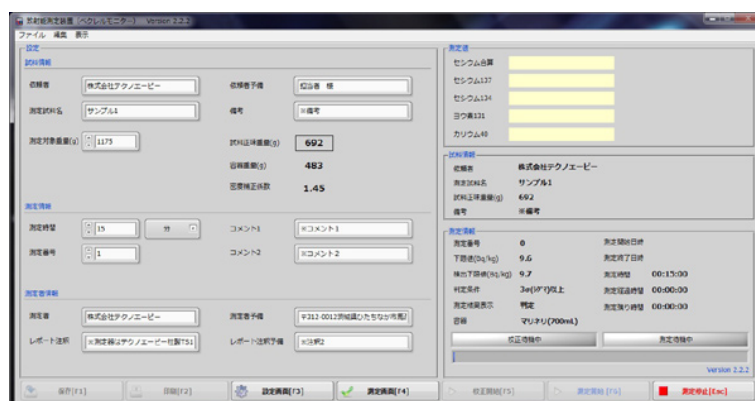 放射能測定装置 (ベクレルモニター) Version 2.2.2
ファイル 編集 表示
設定
試料情報
依頼者 株式会社テクノエーピー 依頼者予備 担当者 様
測定試料名 サンプル1 備考 ※備考
測定対象重量(g) 1175 試料正味重量(g) 692
容器重量(g) 483
密度補正係数 1.45
測定情報
測定時間 15 分 コメント1 ※コメント1
測定番号 1 コメント2 ※コメント2
測定者情報
測定者 株式会社テクノエーピー 測定者予備 〒312-0012茨城県ひたちなか市馬
レポート注釈 ※測定器はテクノエーピー社製TS1 レポート注釈予備 ※注釈2
測定値
セシウム合算
セシウム137
セシウム134
ヨウ素131
カリウム40
試料情報
依頼者 株式会社テクノエーピー
測定試料名 サンプル1
試料正味重量(g) 692
備考 ※備考
測定情報
測定番号 0 測定開始日時
下限値(Bq/kg) 9.6 測定終了日時
検出下限値(Bq/kg) 9.7 測定時間 00:15:00
判定条件 3σ(シグマ)以上 測定経過時間 00:00:00
測定結果表示 判定 測定残り時間 00:00:00
容器 マリネリ(700mL)
校正待機中 測定待機中
Version 2.2.2
保存[F1] 印刷[F2] 設定画面[F3] 測定画面[F4] 校正開始[F5] 測定開始 [F6] 測定停止[Esc]